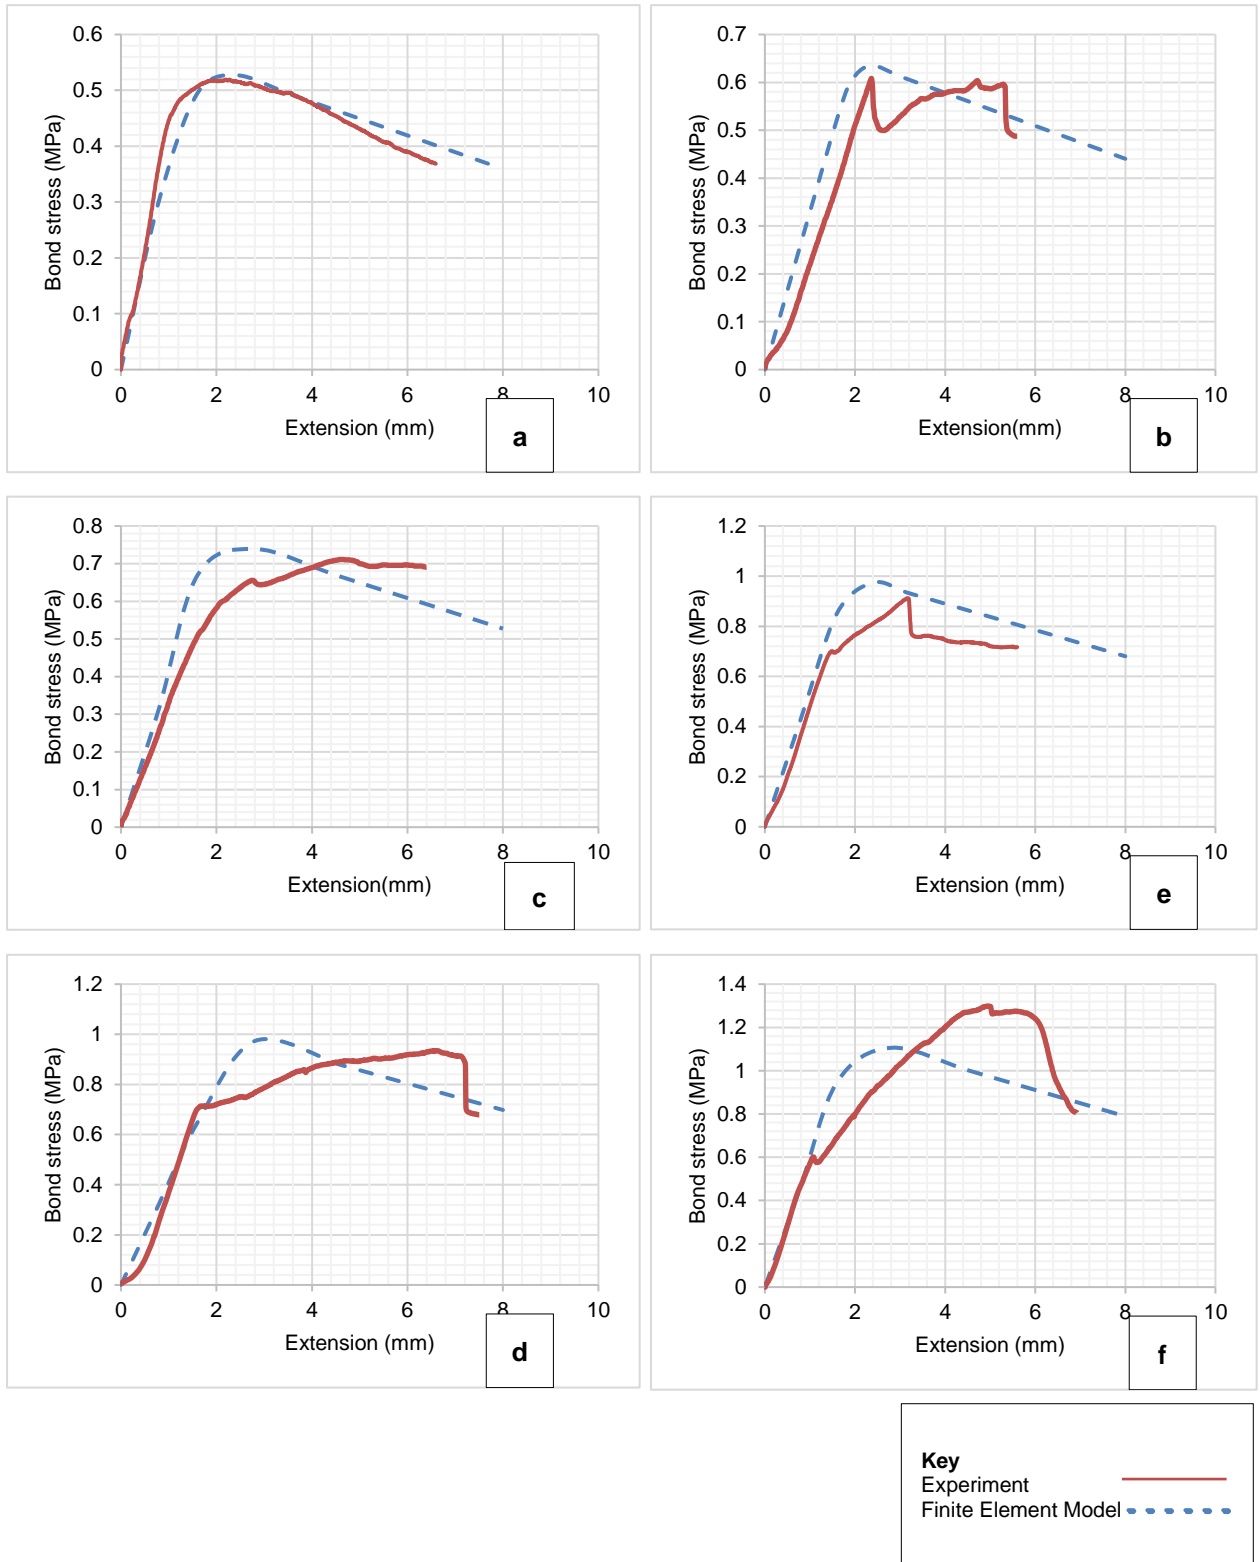 0.6
0.5
0.4
0.3
0.2
0.1
0
Bond stress (MPa)
0 2 4 6 8 10
Extension (mm)
a
0.7
0.6
0.5
0.4
0.3
0.2
0.1
0
Bond stress (MPa)
0 2 4 6 8 10
Extension(mm)
b
0.8
0.7
0.6
0.5
0.4
0.3
0.2
0.1
0
Bond stress (MPa)
0 2 4 6 8 10
Extension(mm)
c
1.2
1
0.8
0.6
0.4
0.2
0
Bond stress (MPa)
0 2 4 6 8 10
Extension (mm)
e
1.2
1
0.8
0.6
0.4
0.2
0
Bond stress (MPa)
0 2 4 6 8 10
Extension (mm)
d
1.4
1.2
1
0.8
0.6
0.4
0.2
0
Bond stress (MPa)
0 2 4 6 8 10
Extension (mm)
f
Key
Experiment
Finite Element Model